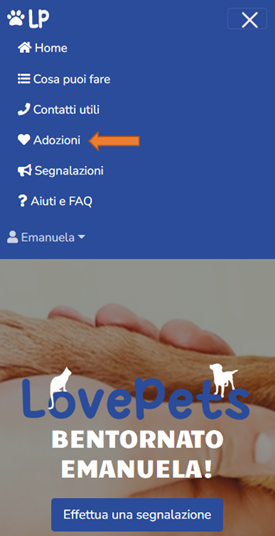 LP
Home
Cosa puoi fare
Contatti utili
Adozioni
Segnalazioni
Aiuti e FAQ
Emanuela
LovePets
BENTORNATO
EMANUELA!
Effettua una segnalazione